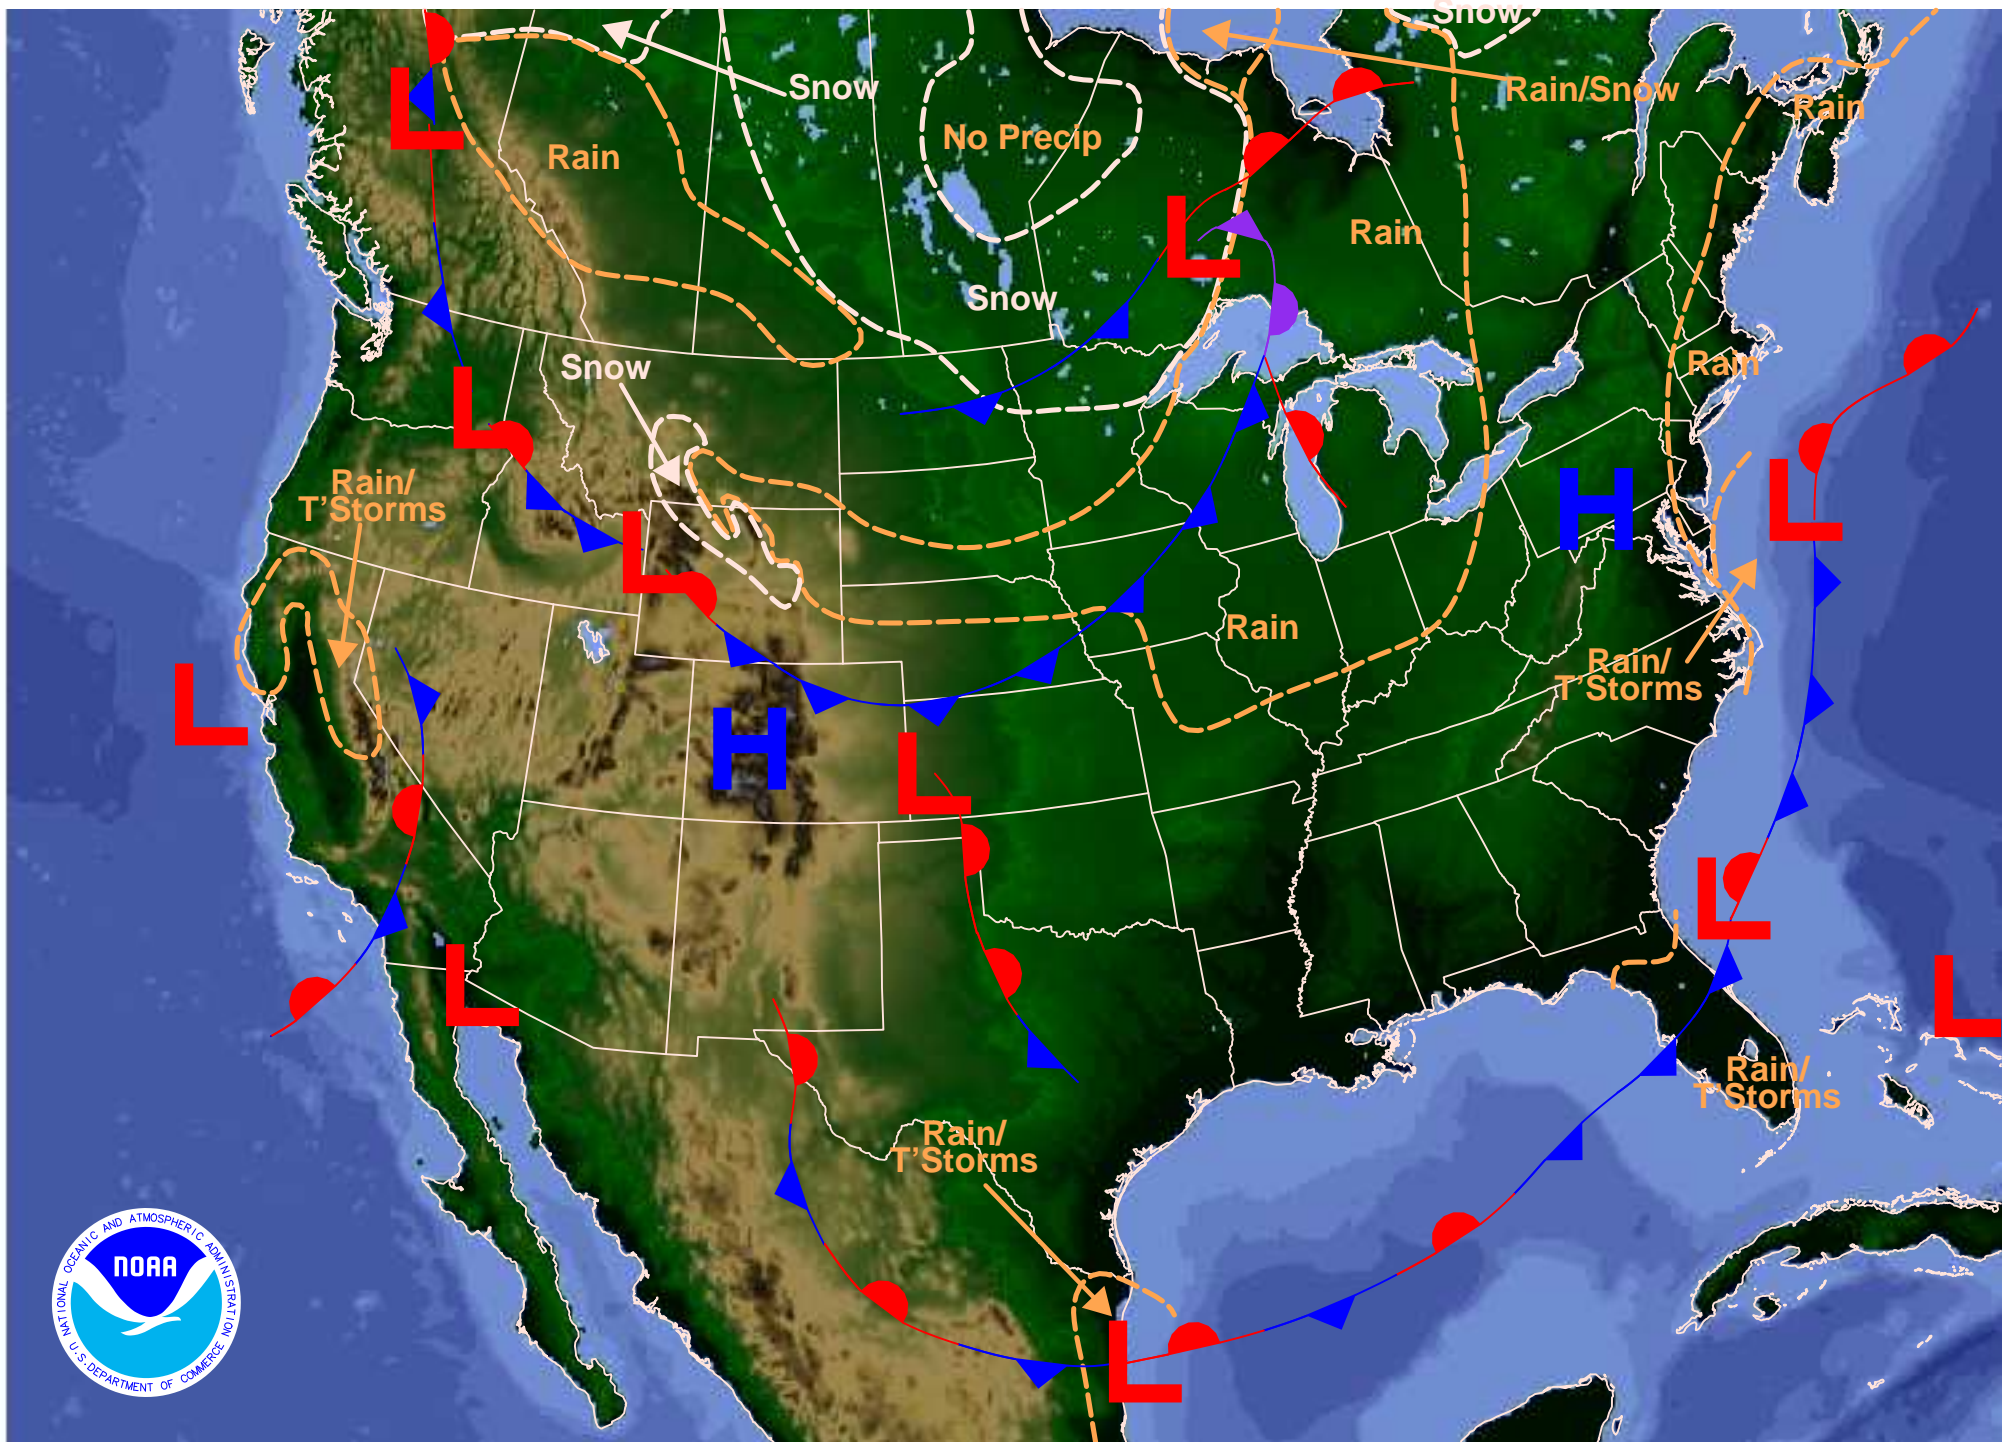 Snow
Snow
Rain/Snow
Rain
No Precip
Rain
Rain
Snow
Rain
Snow
Rain/
T'Storms
L
L
L
L
L
H
L
H
L
L
L
L
L
L
Rain
Rain/
T'Storms
Rain/
T'Storms
Rain/
T'Storms
NATIONAL OCEANIC AND ATMOSPHERIC ADMINISTRATION
NOAA
U.S. DEPARTMENT OF COMMERCE